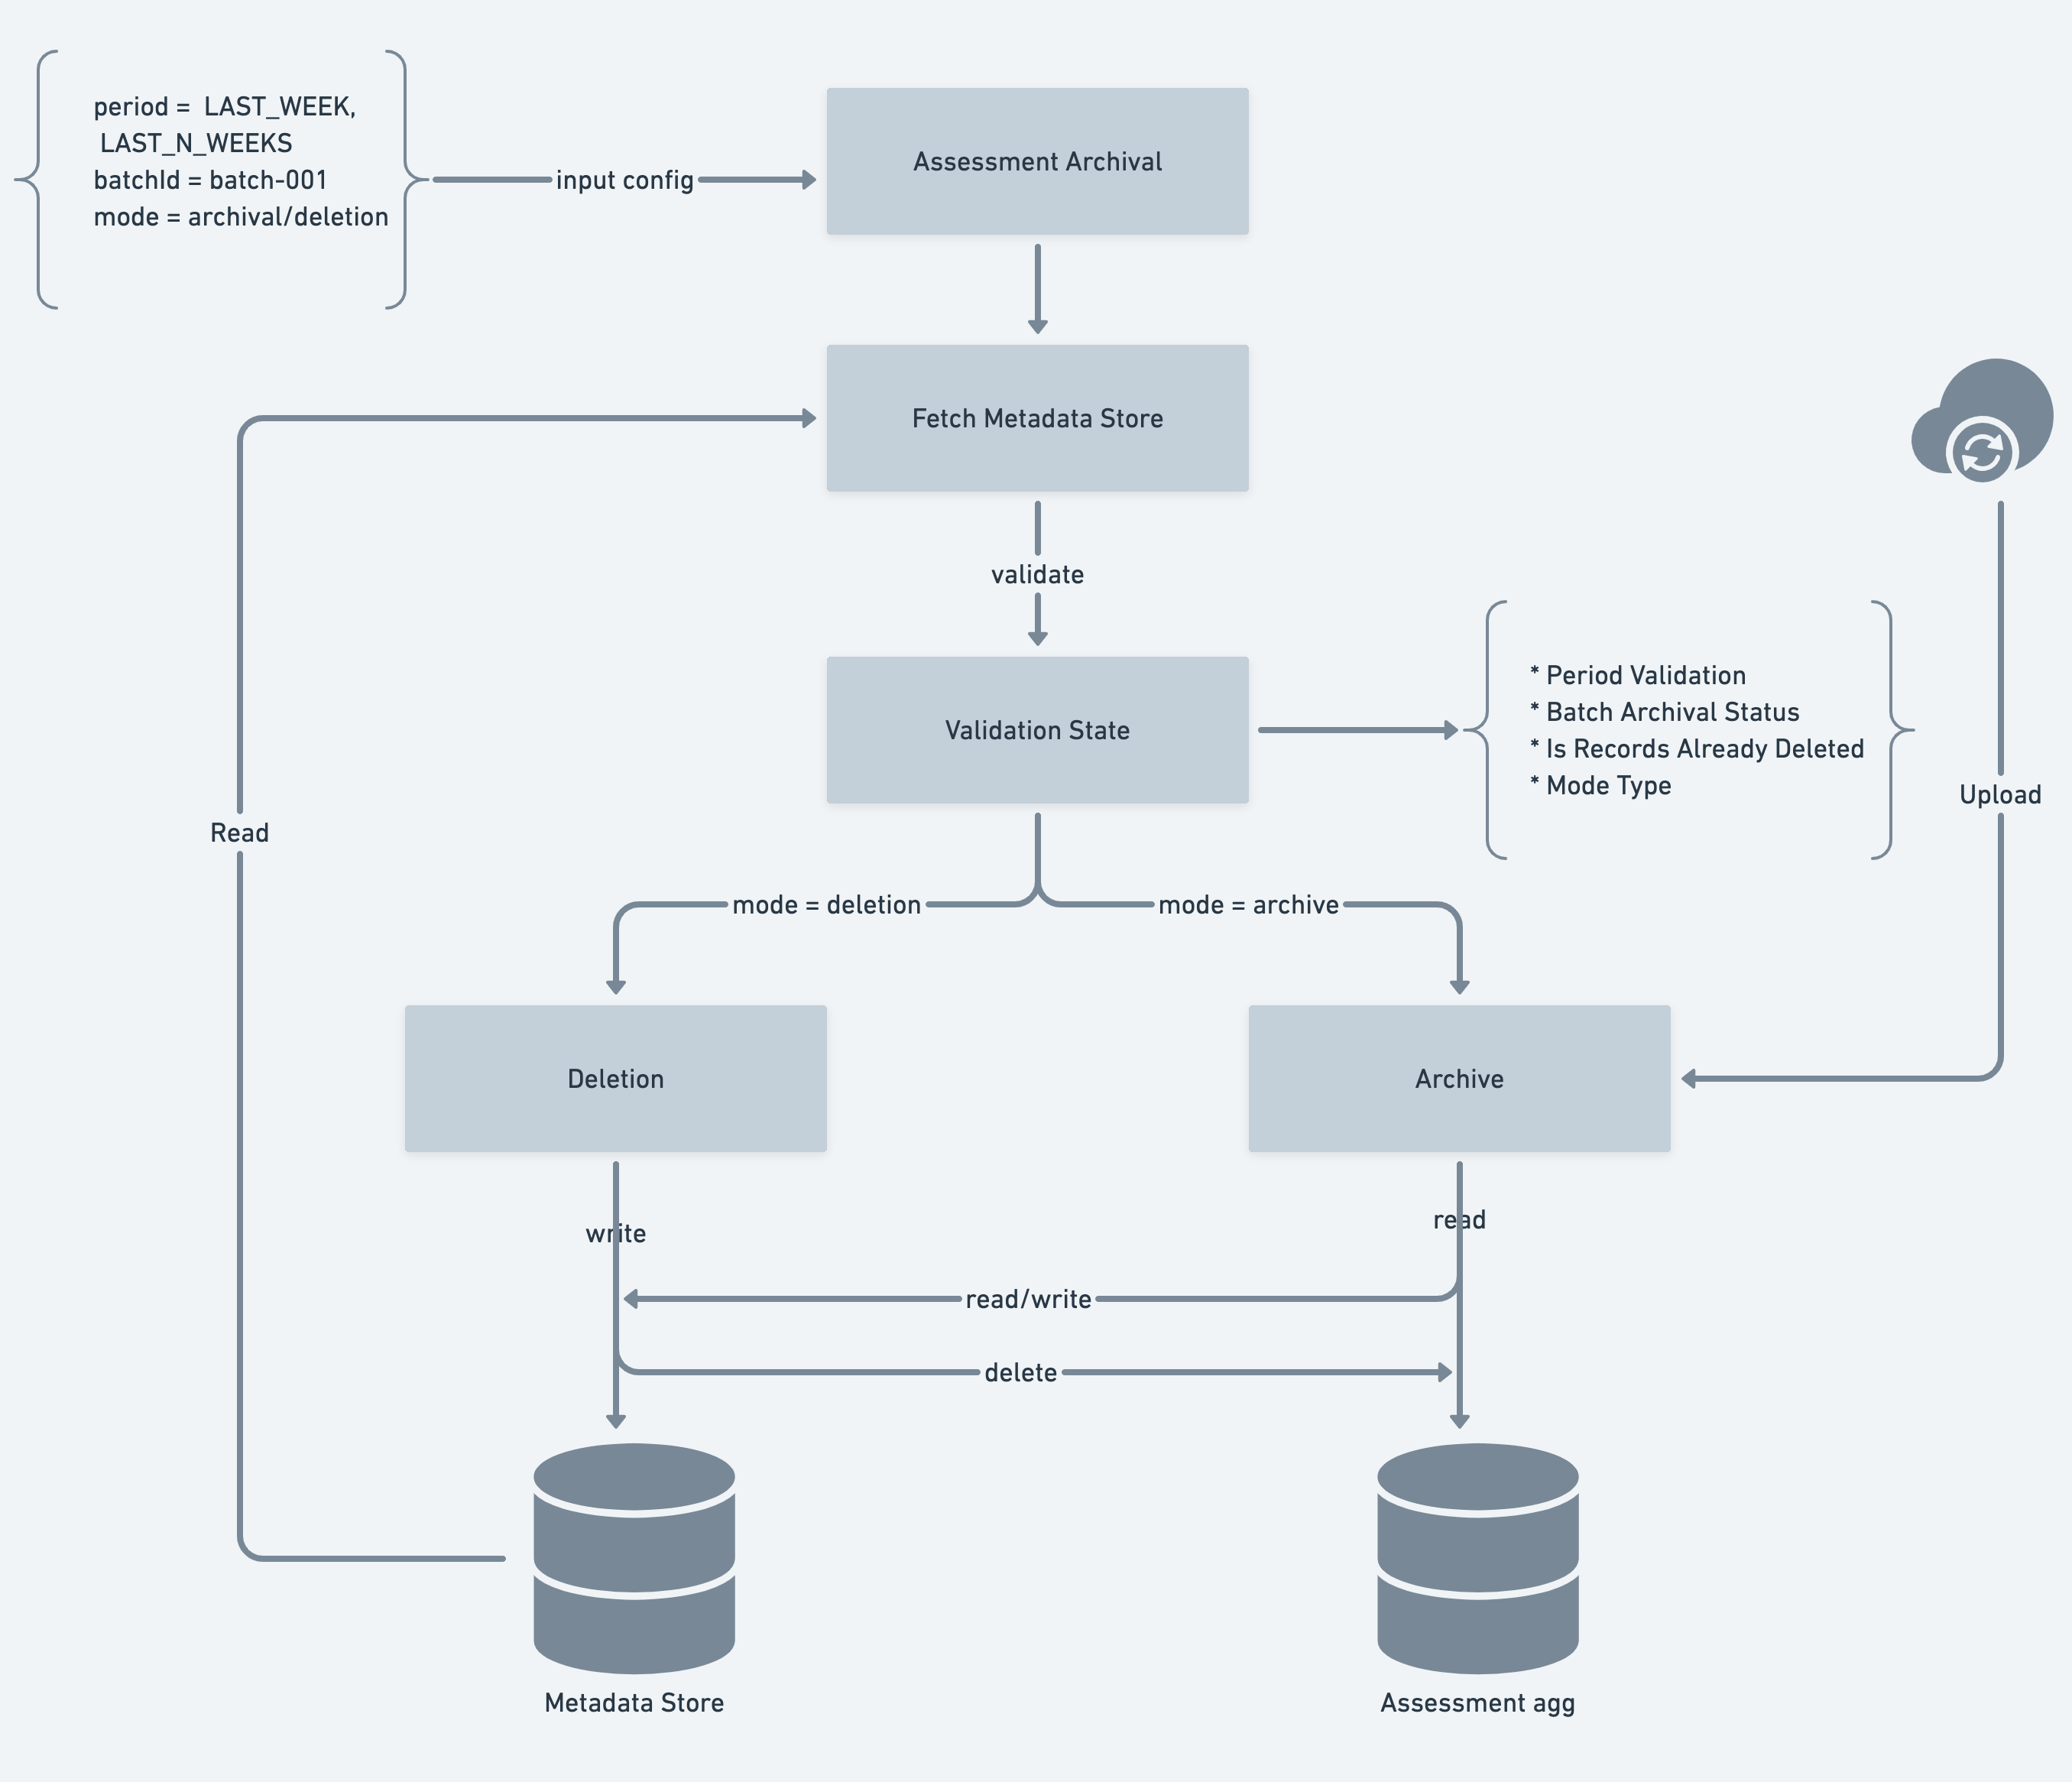 period =  LAST_WEEK,
LAST_N_WEEKS
batchId = batch-001
mode = archival/deletion
input config
Assessment Archival
Fetch Metadata Store
validate
Validation State
* Period Validation
* Batch Archival Status
* Is Records Already Deleted
* Mode Type
Upload
Read
mode = deletion
mode = archive
Deletion
Archive
write
read
read/write
delete
Metadata Store
Assessment agg